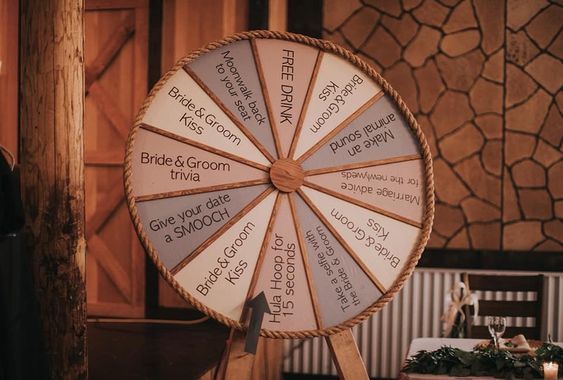 FREE DRINK
Bride & Groom
Kiss
Make an
animal sound
Marriage advice
for the newlyweds
Bride & Groom
Kiss
Take a selfie with
the Bride & Groom
Hula Hoop for
15 seconds
Bride & Groom
Kiss
Give your date
a SMOOCH
Bride & Groom
trivia
Bride & Groom
Kiss
Moonwalk back
to your seat